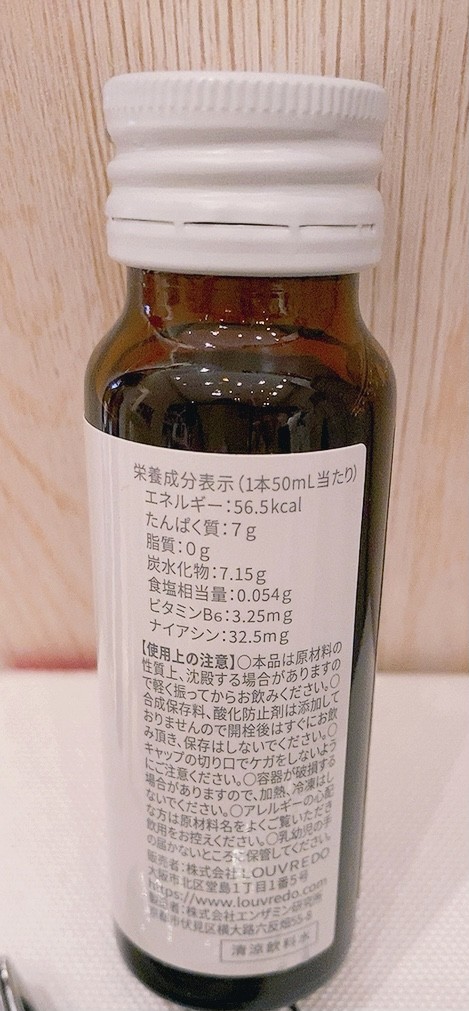 栄養成分表示（1本50mL当たり）
エネルギー：56.5kcal
たんぱく質：7g
脂質：0g
炭水化物：7.15g
食塩相当量：0.054g
ビタミンB6：3.25mg
ナイアシン：32.5mg
【使用上の注意】○本品は原材料の
性質上、沈殿する場合がありますの
で軽く振ってからお飲みください。○
合成保存料、酸化防止剤は添加して
おりませんので開栓後はすぐにお飲
み頂き、保存はしないでください。○
キャップの切り口でケガをしないよう
にご注意ください。○容器が破損する
場合がありますので、加熱、冷凍はし
ないでください。○アレルギーの心配
な方は原材料名をよくご覧いただき
飲用をお控えください。○乳幼児の手
の届かないところに保管してください。
販売者：株式会社LOUVREDO
大阪市北区堂島1丁目1番5号
https://www.louvredo.com
製造者：株式会社エンザミン研究所
京都市伏見区横大路六反畑55-8
清涼飲料水